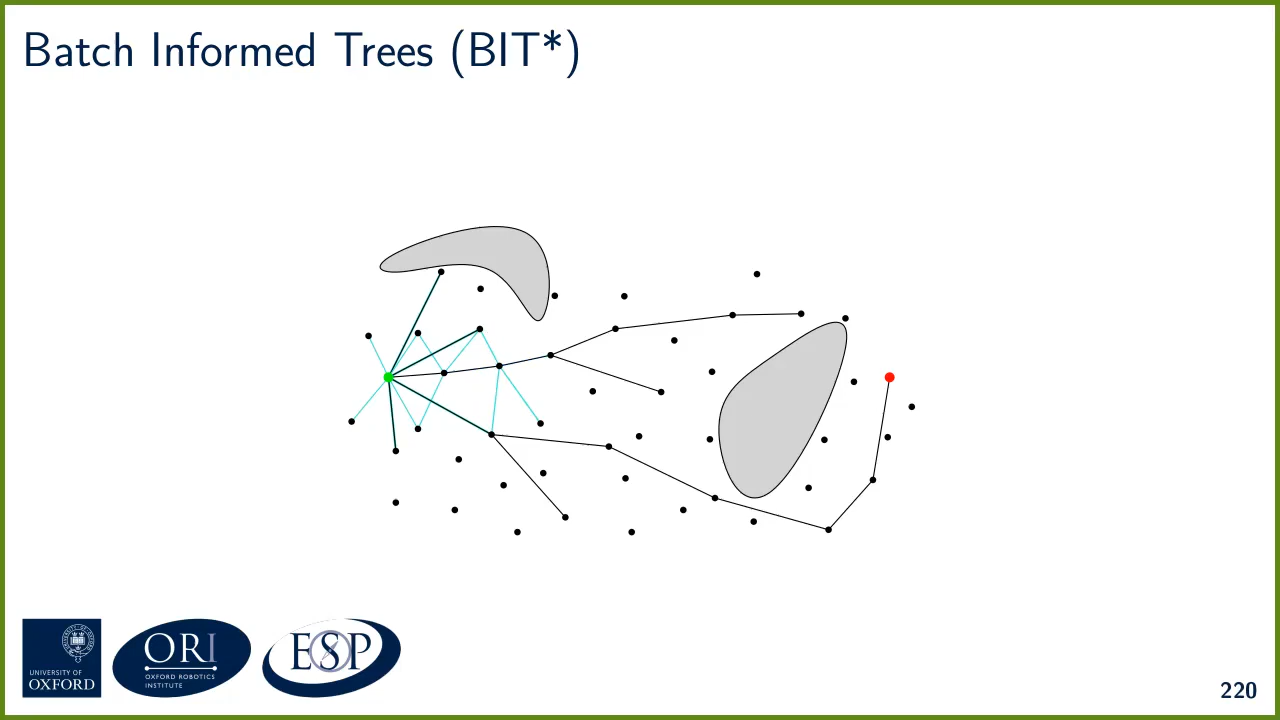 Batch Informed Trees (BIT*)
UNIVERSITY OF
OXFORD
ORI
OXFORD ROBOTICS
INSTITUTE
ESP
220